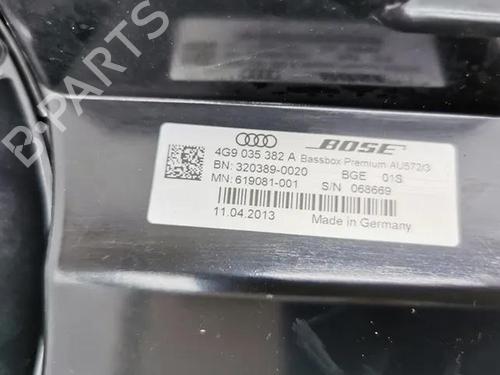 B-PARTS
BOSE
4G9 035 382 A Bassbox Premium AU572/3
BN: 320389-0020 BGE 01S
MN: 619081-001 S/N 068669
11.04.2013 Made in Germany